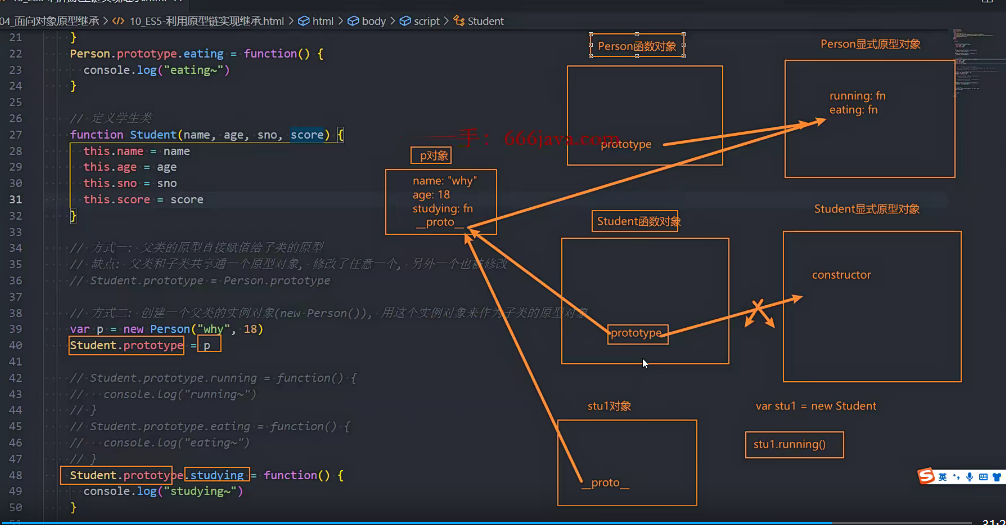 04_面向对象原型继承 > 10_ES5-利用原型链实现继承.html > html > body > script > Student
21 }
22 Person.prototype.eating = function() {
23 console.log("eating~")
24 }
25
26 // 定义学生类
27 function Student(name, age, sno, score) {
28 this.name = name
29 this.age = age
30 this.sno = sno
31 this.score = score
32 }
33
34 // 方式一: 父类的原型直接赋值给子类的原型
35 // 缺点: 父类和子类共享通一个原型对象, 修改了任意一个, 另外一个也被修改
36 // Student.prototype = Person.prototype
37
38 // 方式二: 创建一个父类的实例对象(new Person()), 用这个实例对象来作为子类的原型对象
39 var p = new Person("why", 18)
40 Student.prototype = p
41
42 // Student.prototype.running = function() {
43 // console.log("running~")
44 // }
45 // Student.prototype.eating = function() {
46 // console.log("eating~")
47 // }
48 Student.prototype.studying = function() {
49 console.log("studying~")
50 }
Person函数对象
Person显式原型对象
running: fn
eating: fn
一手: 666java.com
prototype
p对象
name: "why"
age: 18
studying: fn
__proto__
Student函数对象
Student显式原型对象
constructor
prototype
stu1对象
var stu1 = new Student
stu1.running()
__proto__
英